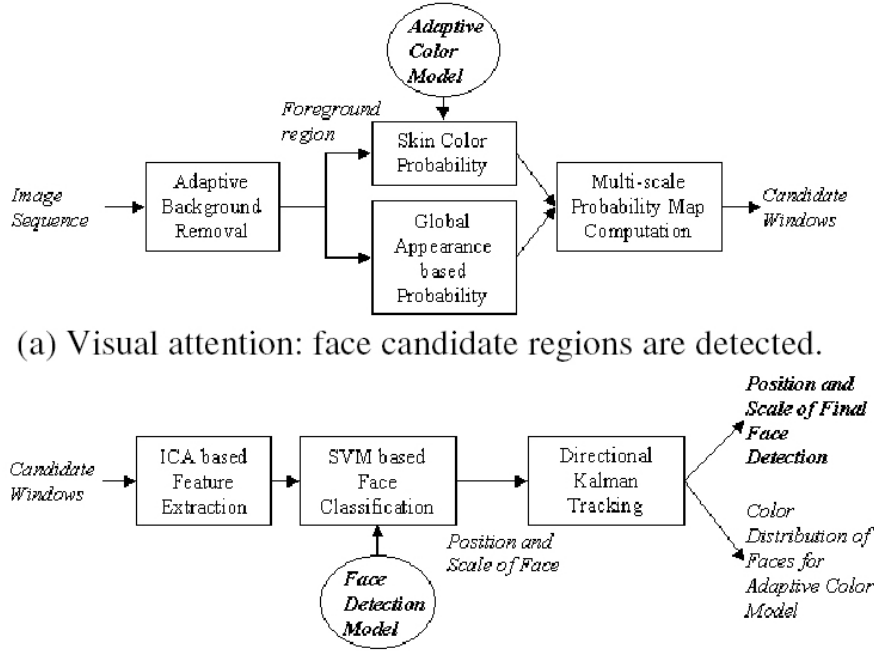 Adaptive
Color
Model
Foreground
region
Skin Color
Probability
Image
Sequence
Adaptive
Background
Removal
Global
Appearance
based
Probability
Multi-scale
Probability Map
Computation
Candidate
Windows
(a) Visual attention: face candidate regions are detected.
Candidate
Windows
ICA based
Feature
Extraction
SVM based
Face
Classification
Position and
Scale of Face
Face
Detection
Model
Directional
Kalman
Tracking
Position and
Scale of Final
Face
Detection
Color
Distribution of
Faces for
Adaptive Color
Model